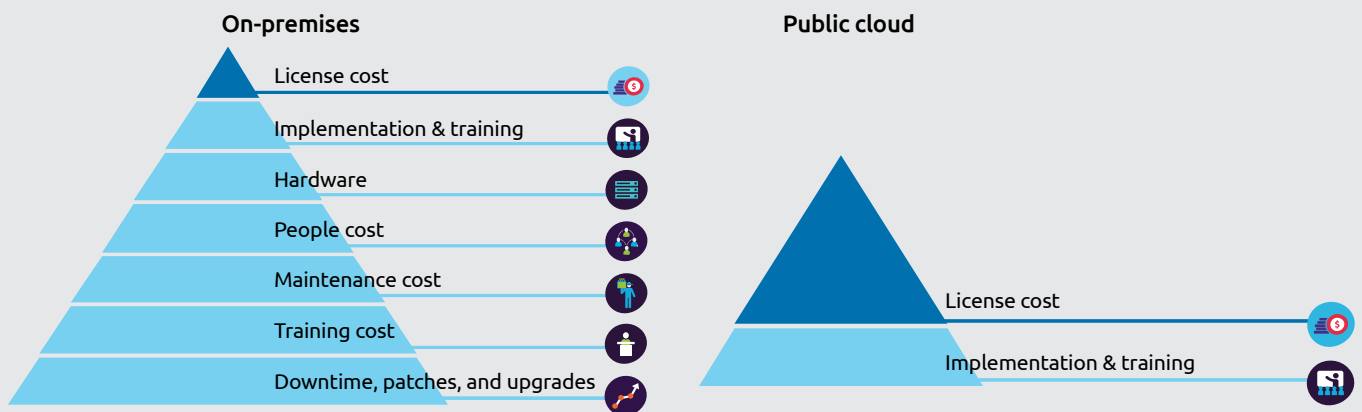 On-premises
License cost
Implementation & training
Hardware
People cost
Maintenance cost
Training cost
Downtime, patches, and upgrades
Public cloud
License cost
Implementation & training